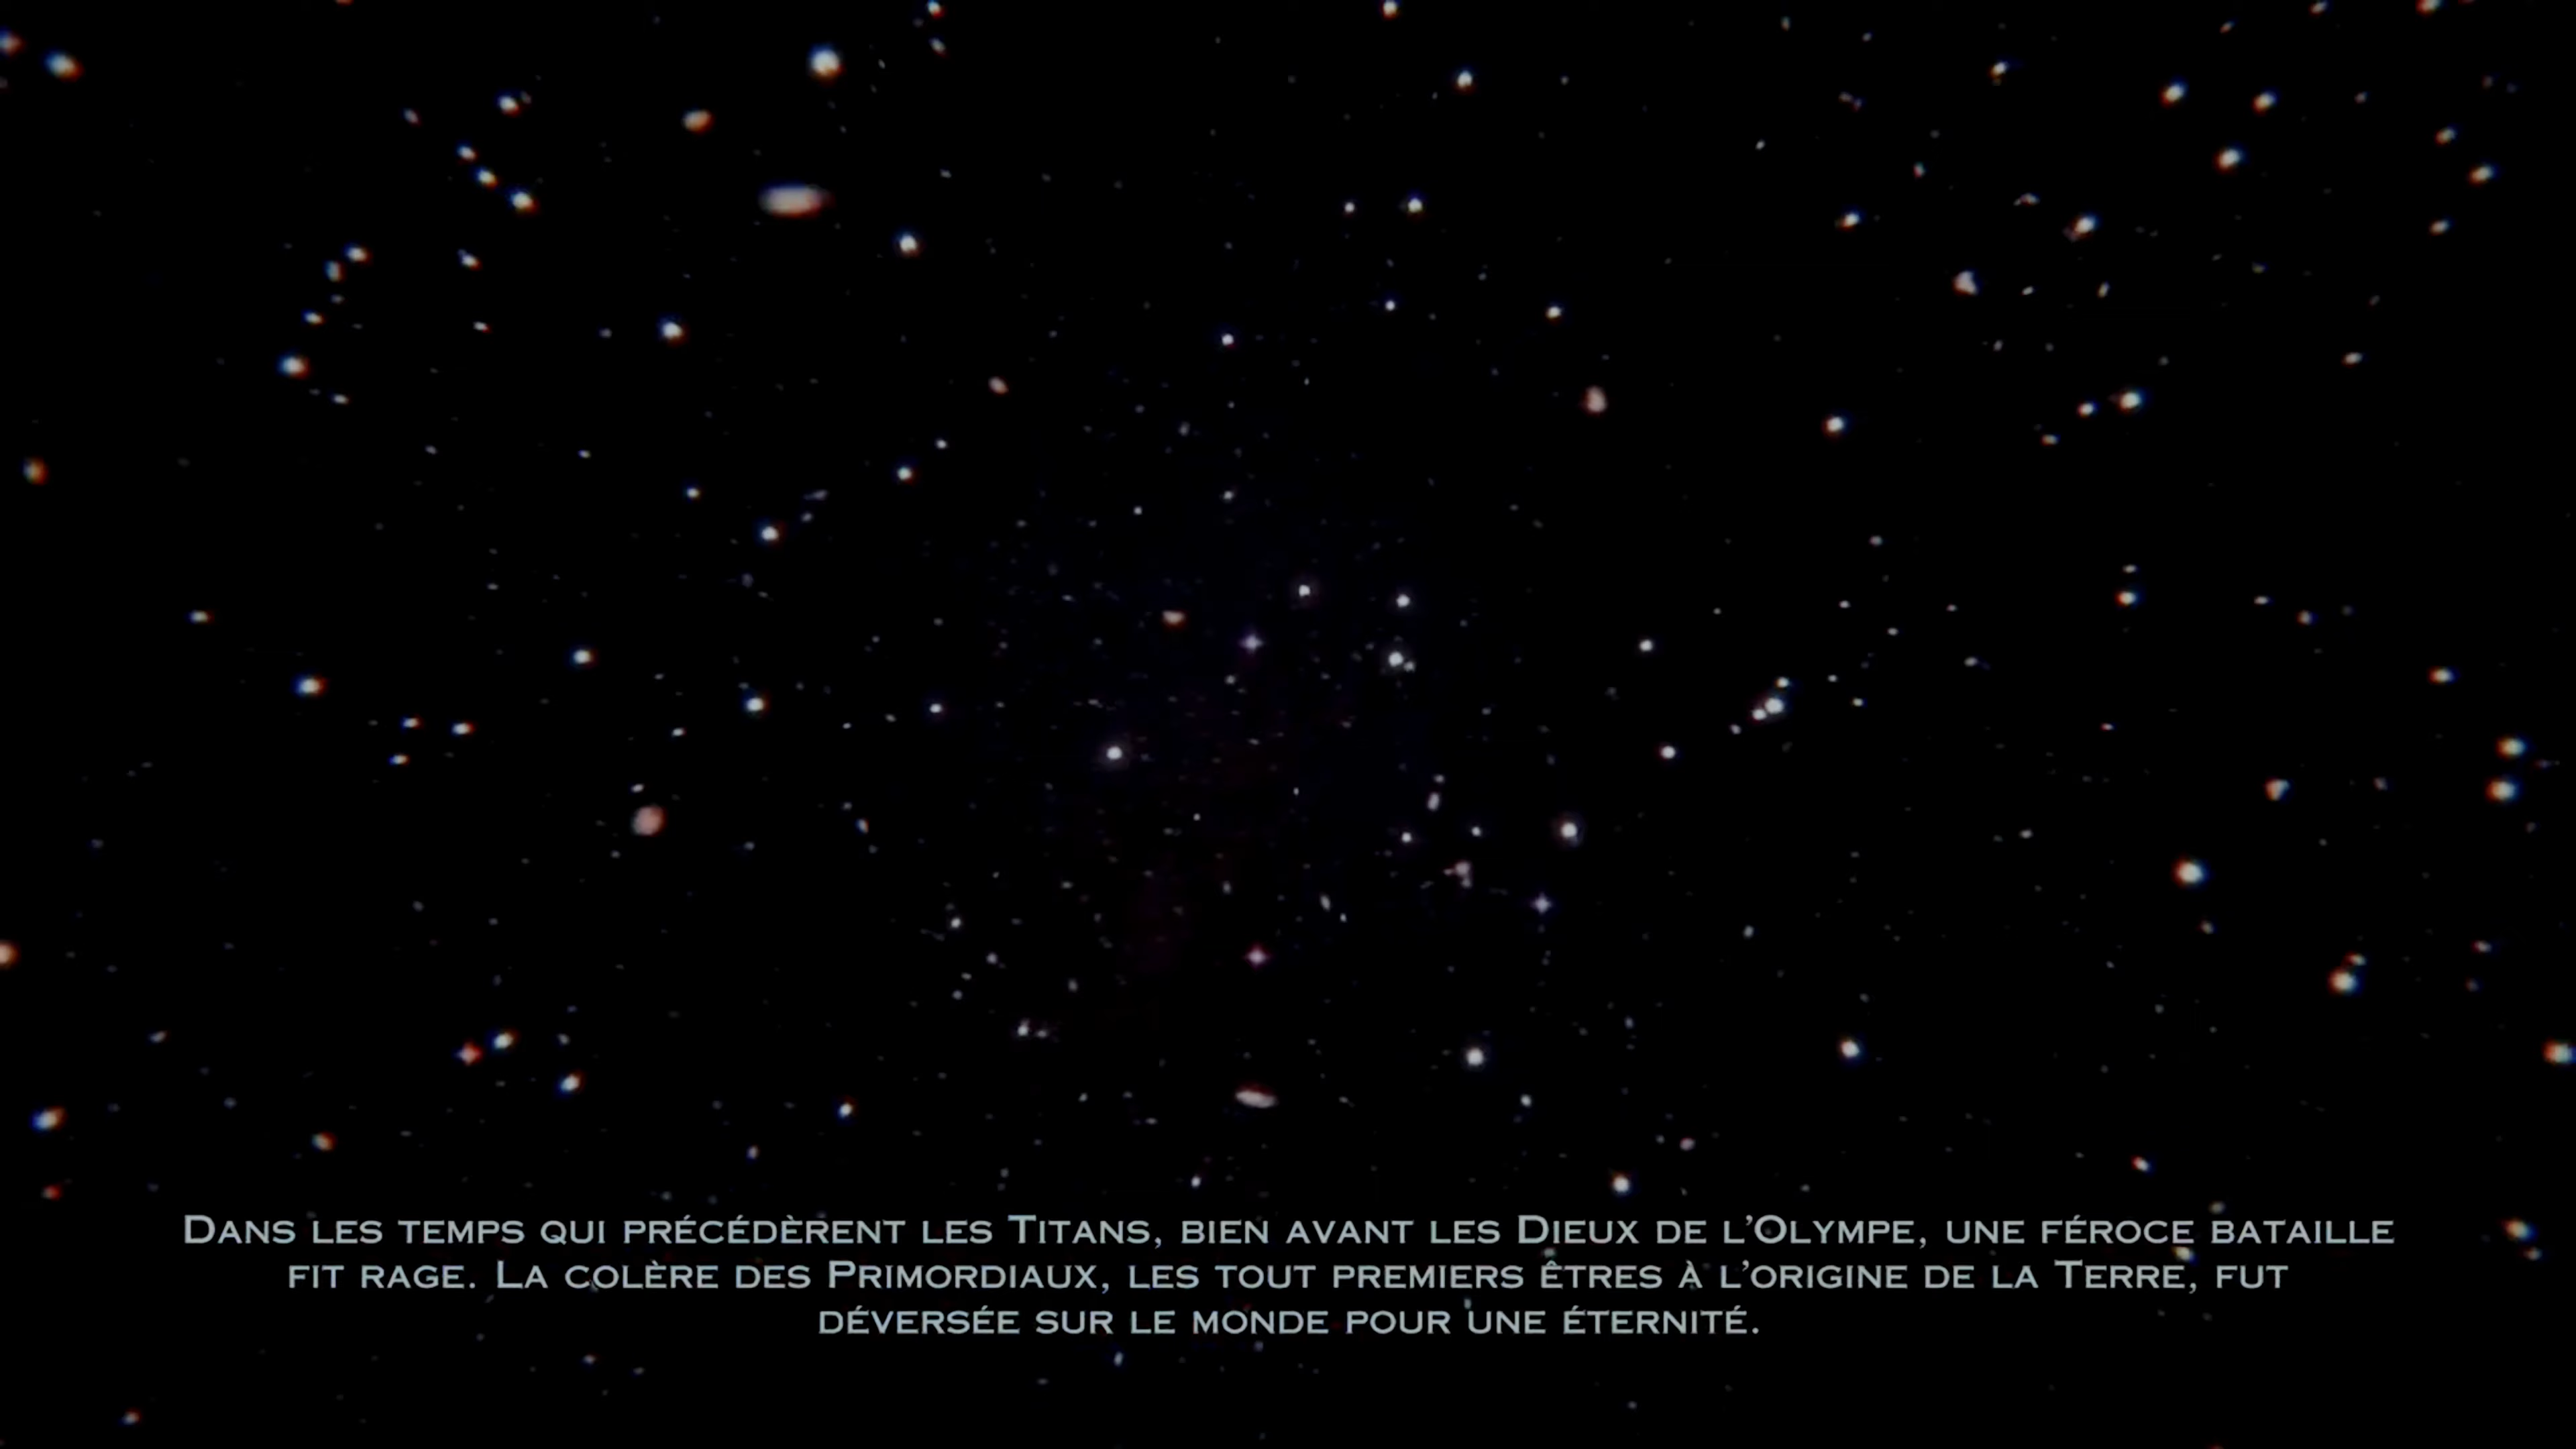 Dans les temps qui précédèrent les Titans, bien avant les Dieux de l'Olympe, une féroce bataille
fit rage. La colère des Primordiaux, les tout premiers êtres à l'origine de la Terre, fut
déversée sur le monde pour une éternité.